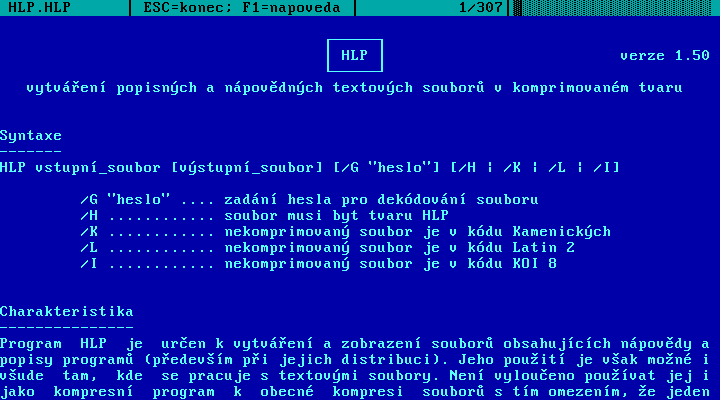 HLP.HLP ESC=konec; F1=napoveda 1/307
HLP
verze 1.50
vytváření popisných a nápovědných textových souborů v komprimovaném tvaru
Syntaxe
-------
HLP vstupní_soubor [výstupní_soubor] [/G "heslo"] [/H | /K | /L | /I]
/G "heslo" .... zadání hesla pro dekódování souboru
/H ............ soubor musi byt tvaru HLP
/K ............ nekomprimovaný soubor je v kódu Kamenických
/L ............ nekomprimovaný soubor je v kódu Latin 2
/I ............ nekomprimovaný soubor je v kódu KOI 8
Charakteristika
---------------
Program HLP je určen k vytváření a zobrazení souborů obsahujících nápovědy a
popisy programů (především při jejich distribuci). Jeho použití je však možné i
všude tam, kde se pracuje s textovými soubory. Není vyloučeno používat jej i
jako kompresní program k obecné kompresi souborů s tím omezením, že jeden